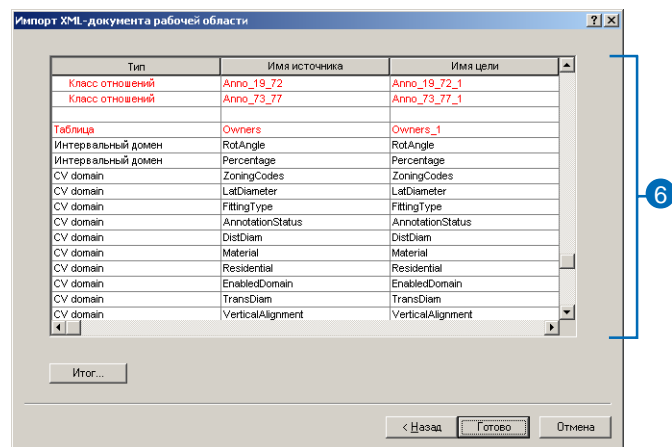 Импорт XML-документа рабочей области
Тип Имя источника Имя цели
Класс отношений Anno_19_72 Anno_19_72_1
Класс отношений Anno_73_77 Anno_73_77_1
Таблица Owners Owners_1
Интервальный домен RotAngle RotAngle
Интервальный домен Percentage Percentage
CV domain ZoningCodes ZoningCodes
CV domain LatDiameter LatDiameter
CV domain FittingType FittingType
CV domain AnnotationStatus AnnotationStatus
CV domain DistDiam DistDiam
CV domain Material Material
CV domain Residential Residential
CV domain EnabledDomain EnabledDomain
CV domain TransDiam TransDiam
CV domain VerticalAlignment VerticalAlignment
6
Итог...
< Назад Готово Отмена